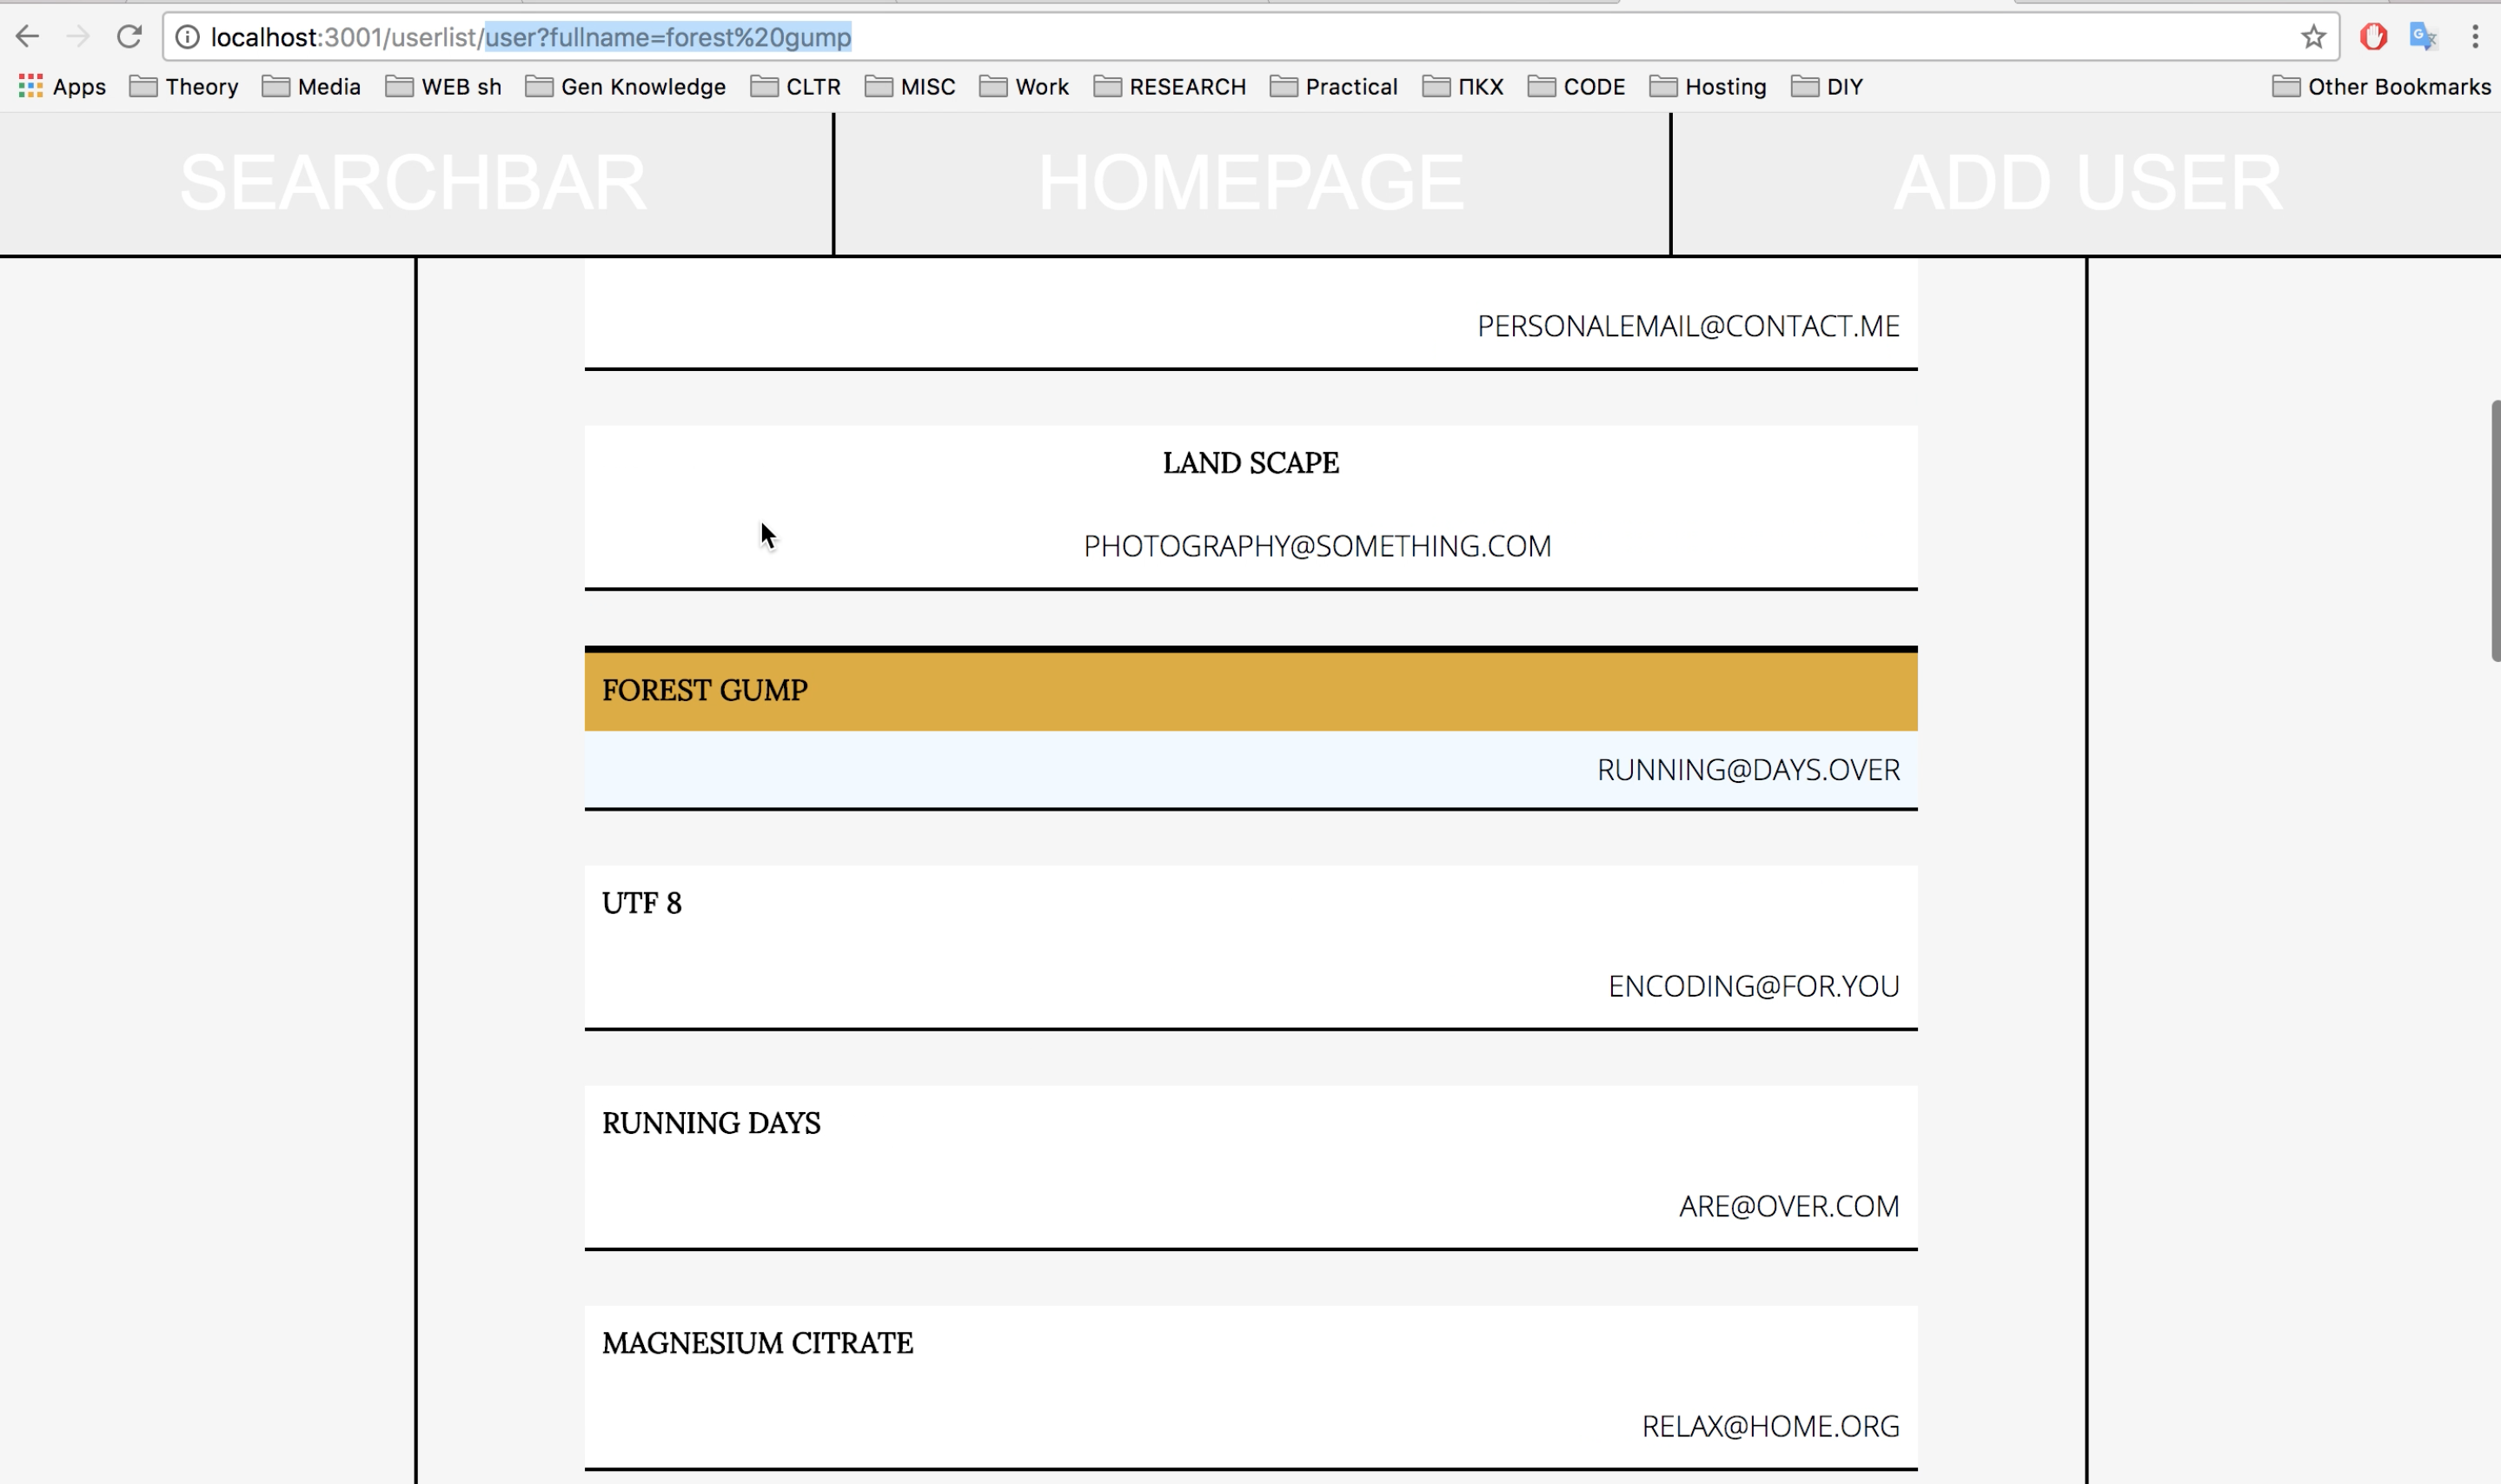 localhost:3001/userlist/user?fullname=forest%20gump
Apps Theory Media WEB sh Gen Knowledge CLTR MISC Work RESEARCH Practical ПКХ CODE Hosting DIY Other Bookmarks
SEARCHBAR HOMEPAGE ADD USER
PERSONALEMAIL@CONTACT.ME
LAND SCAPE
PHOTOGRAPHY@SOMETHING.COM
FOREST GUMP
RUNNING@DAYS.OVER
UTF 8
ENCODING@FOR.YOU
RUNNING DAYS
ARE@OVER.COM
MAGNESIUM CITRATE
RELAX@HOME.ORG